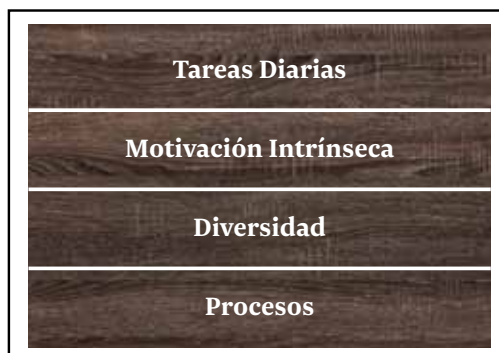 Tareas Diarias
Motivación Intrínseca
Diversidad
Procesos